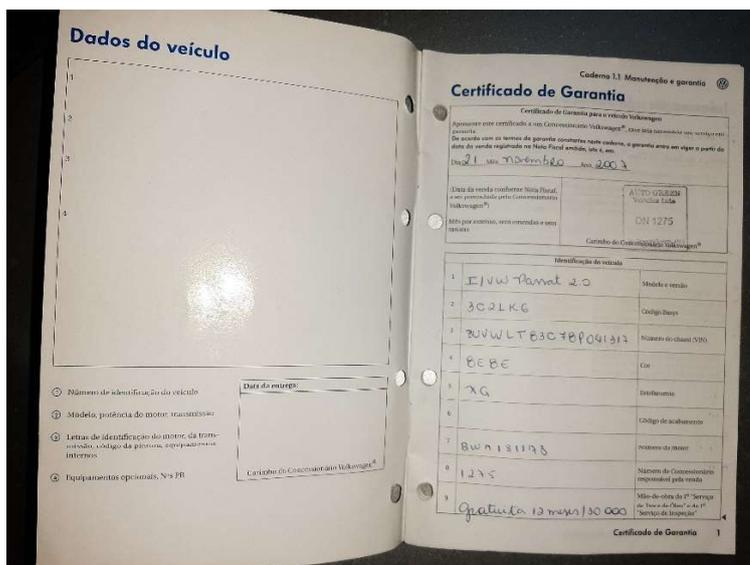 Dados do veículo
1
2
3
4
① Número de identificação do veículo
② Modelo, potência do motor, transmissão
③ Letras de identificação do motor, da trans-
missão, código da pintura, equipamentos
internos
④ Equipamentos opcionais, Nºs PR
Data da entrega:
Carimbo do Concessionário Volkswagen®
Caderno 1.1 Manutenção e garantia
Certificado de Garantia
Certificado de Garantia para o veículo Volkswagen
Apresente este certificado a um Concessionário Volkswagen®, caso seja necessário um serviço em
garantia.
De acordo com os termos de garantia constantes neste caderno, a garantia entra em vigor a partir da
data da venda registrada na Nota Fiscal emitida, isto é, em:
Dia 21 Mês novembro Ano 2007
(Data da venda conforme Nota Fiscal,
a ser preenchida pelo Concessionário
Volkswagen®)
Mês por extenso, sem emendas e sem
rasuras
AUTO GREEN
Veículos Ltda
DN 1275
Carimbo do Concessionário Volkswagen®
Identificação do veículo
1 I/VW Passat 2.0 Modelo e versão
2 3C2LK6 Código Basys
3 3UVWLT83C78P041317 Número do chassi (VIN)
4 8E8E Cor
5 XG Estofamento
6 Código de acabamento
7 BWA181178 Número do motor
8 1275 Número do Concessionário
responsável pela venda
9 gratuita 12 meses/30 000 Mão-de-obra da 1ª "Serviço
de Troca de Óleo" e da 1ª
"Serviço de Inspeção"
Certificado de Garantia 1